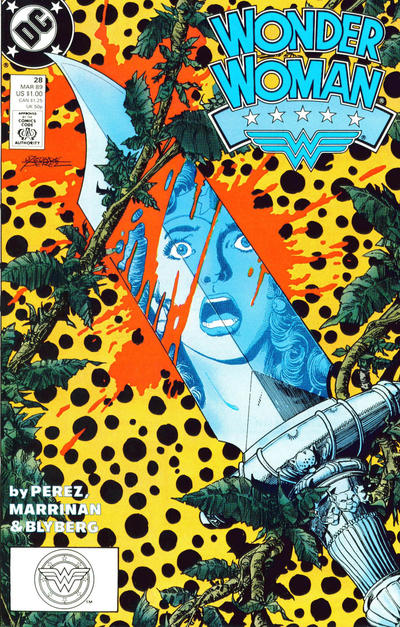 DC
WONDER
WOMAN
®
28
MAR 89
US $1.00
CAN $1.25
UK 50p
APPROVED
BY THE
COMICS
CODE
AUTHORITY
by PEREZ,
MARRINAN
& BLYBERG
TM